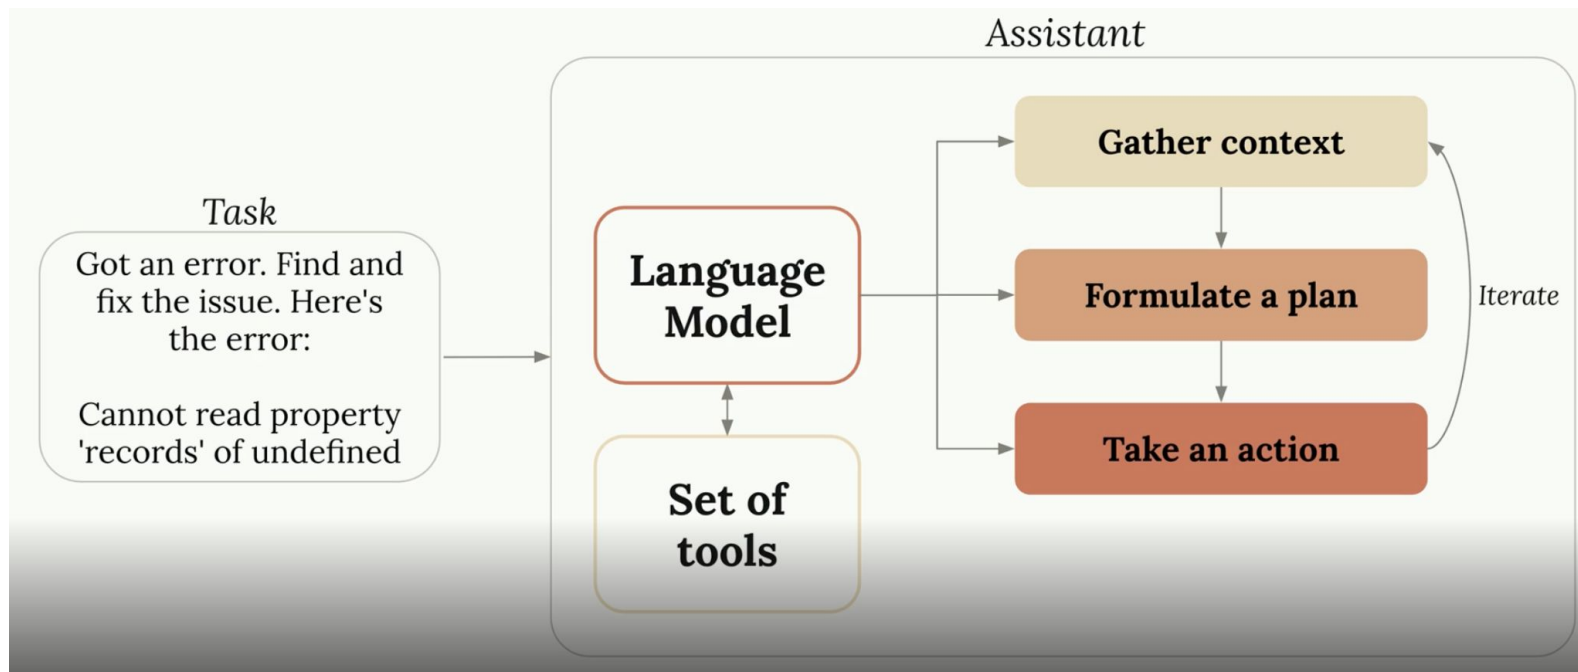 Assistant
Task
Got an error. Find and
fix the issue. Here's
the error:
Cannot read property
'records' of undefined
Language
Model
Set of
tools
Gather context
Formulate a plan
Take an action
Iterate